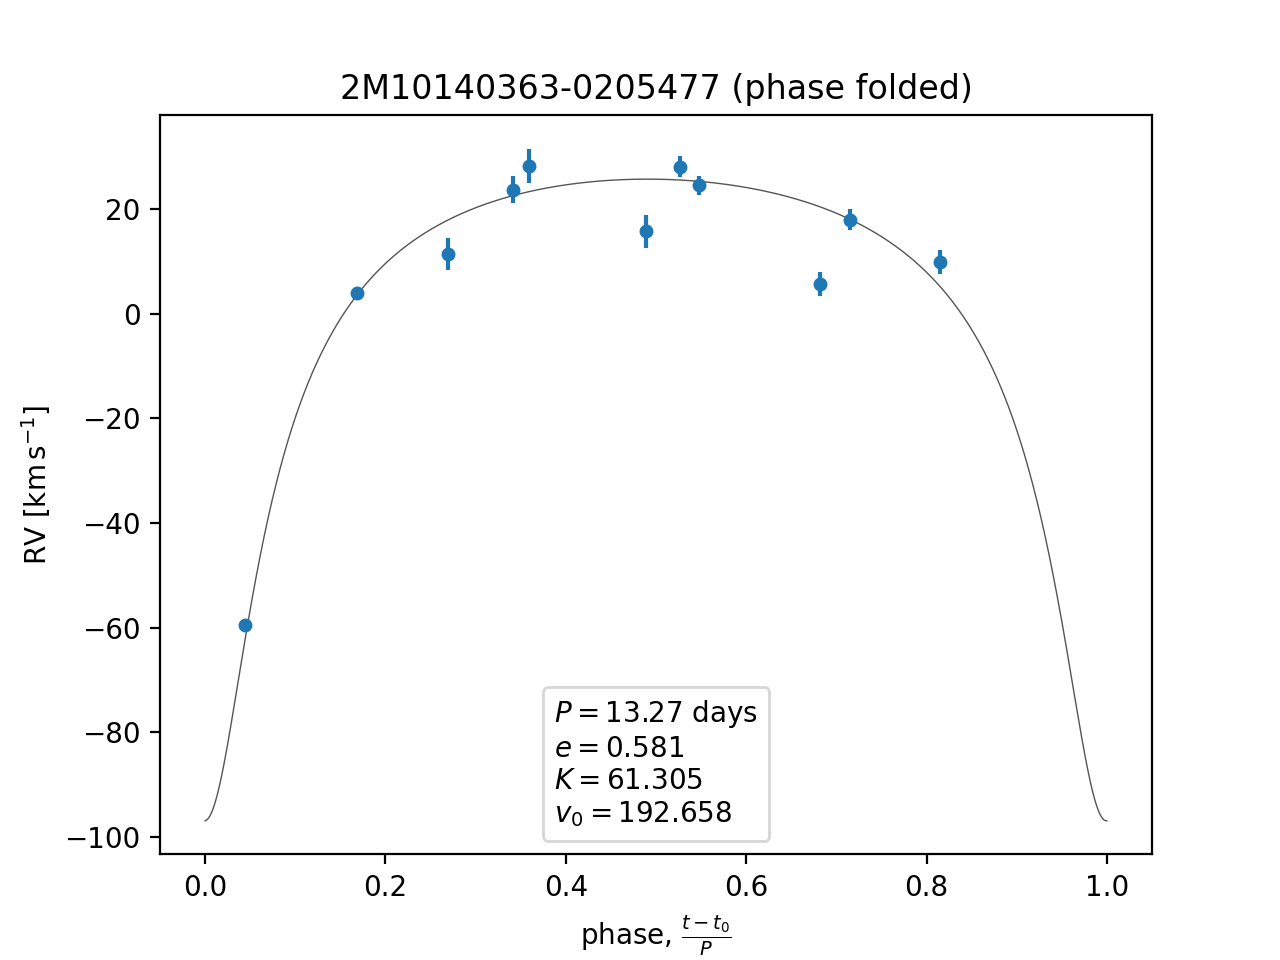 2M10140363-0205477 (phase folded)
20
0
−20
−40
−60
−80
−100
RV [km s⁻¹]
P = 13.27 days
e = 0.581
K = 61.305
v₀ = 192.658
0.0 0.2 0.4 0.6 0.8 1.0
phase, (t − t₀)/P